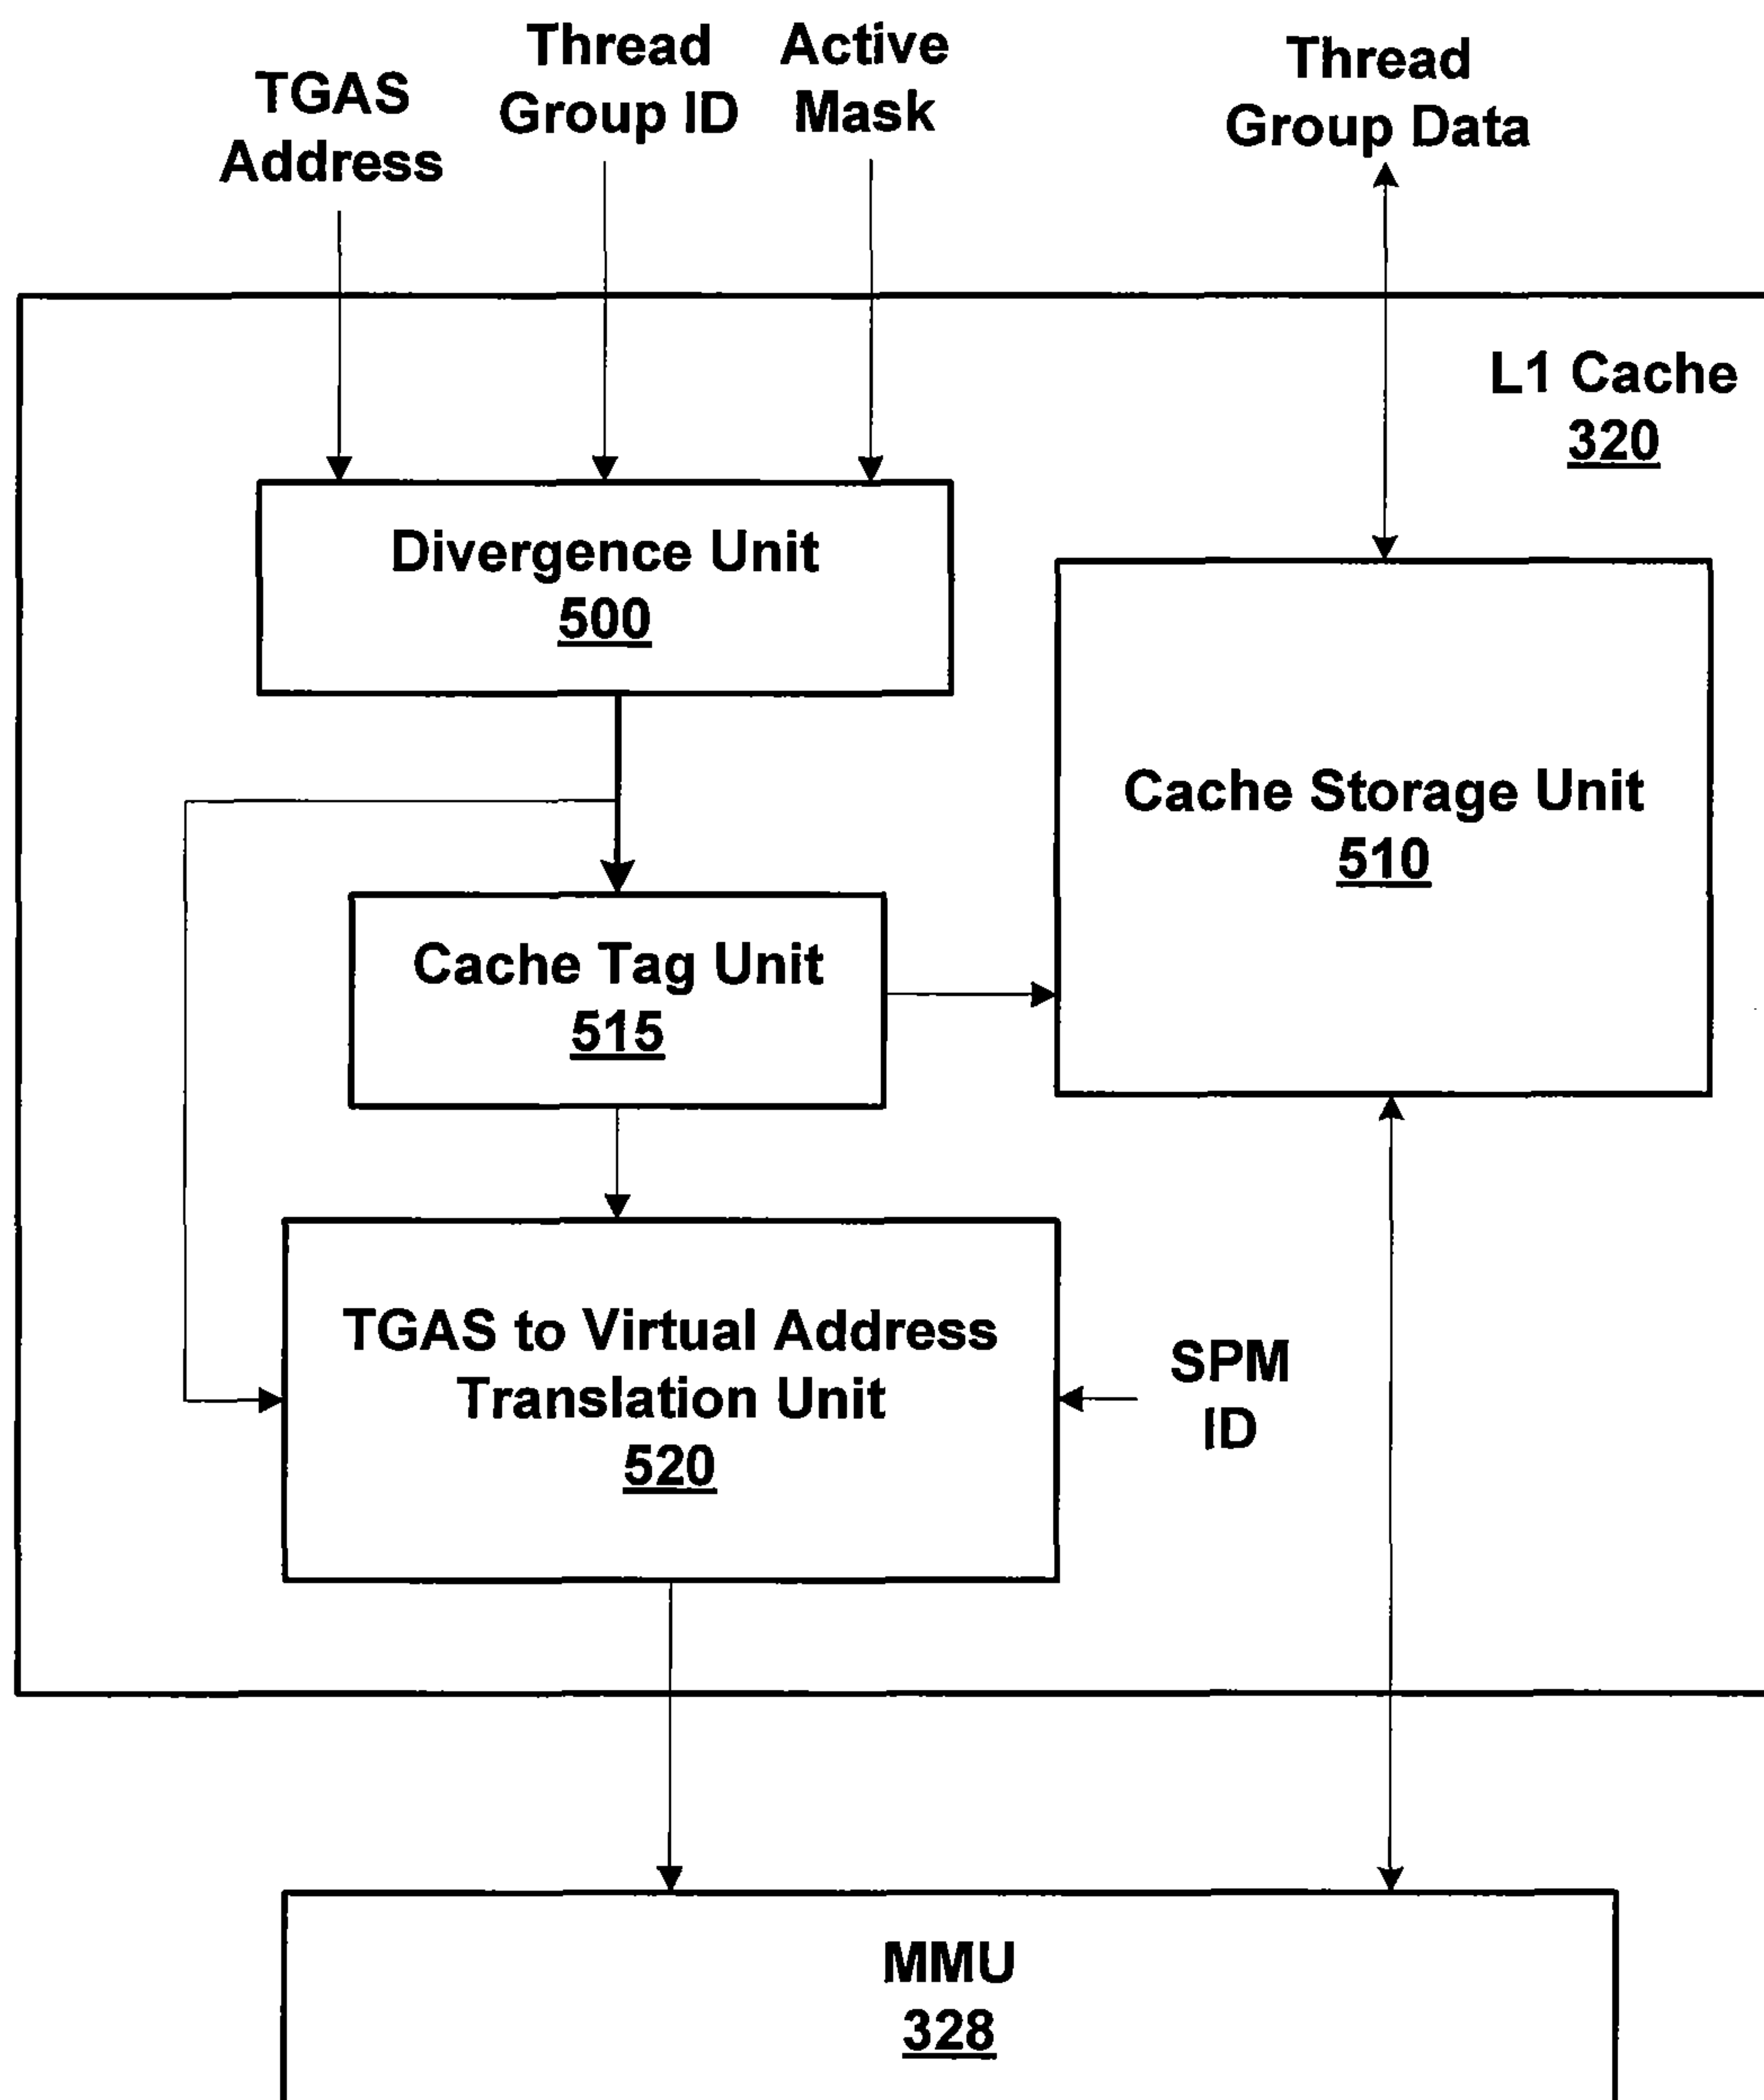 TGAS
Address
Thread
Group ID
Active
Mask
Thread
Group Data
L1 Cache
320
Divergence Unit
500
Cache Storage Unit
510
Cache Tag Unit
515
TGAS to Virtual Address
Translation Unit
520
SPM
ID
MMU
328